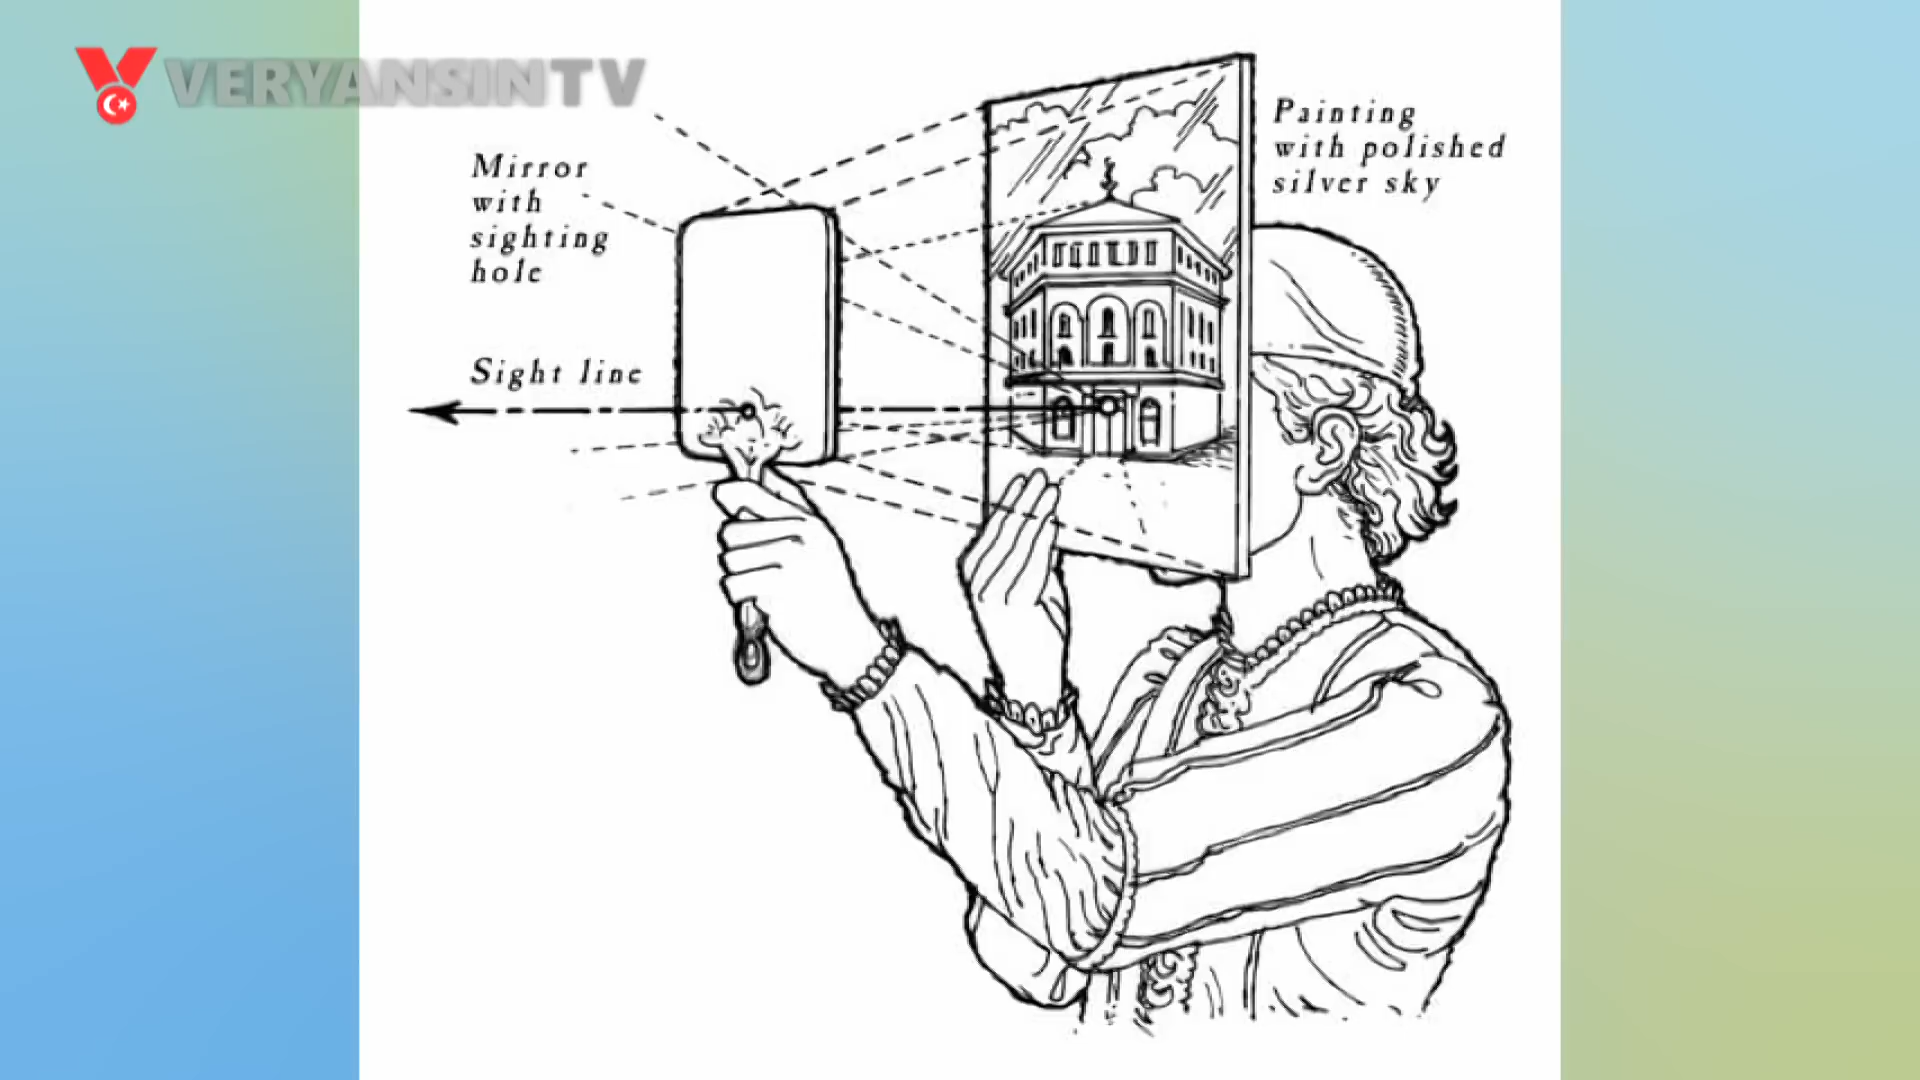 VERYANSINTV
Mirror
with
sighting
hole
Sight line
Painting
with polished
silver sky